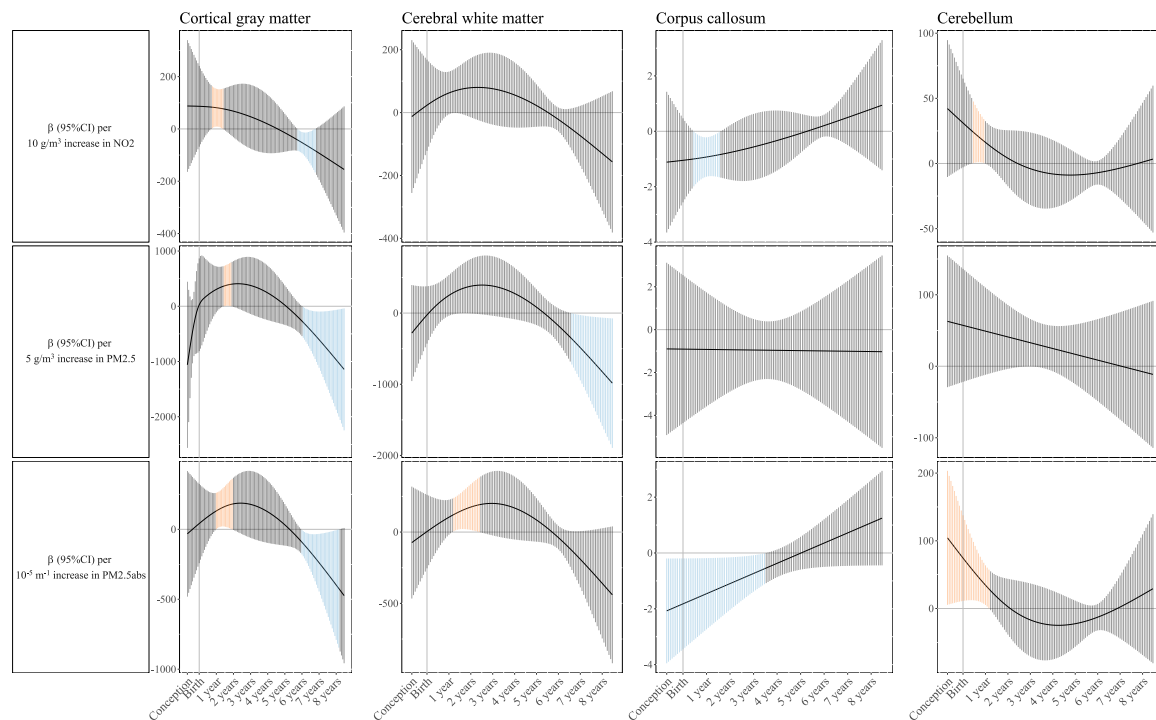 Cortical gray matter
Cerebral white matter
Corpus callosum
Cerebellum
β (95%CI) per
10 g/m³ increase in NO2
200
0
-200
-400
200
0
-200
-400
2
0
-2
-4
100
50
0
-50
β (95%CI) per
5 g/m³ increase in PM2.5
1000
0
-1000
-2000
0
-1000
-2000
2
0
-2
-4
100
0
-100
β (95%CI) per
10⁻⁵ m⁻¹ increase in PM2.5abs
0
-500
-1000
0
-500
2
0
-2
-4
200
100
0
Conception
Birth
1 year
2 years
3 years
4 years
5 years
6 years
7 years
8 years
Conception
Birth
1 year
2 years
3 years
4 years
5 years
6 years
7 years
8 years
Conception
Birth
1 year
2 years
3 years
4 years
5 years
6 years
7 years
8 years
Conception
Birth
1 year
2 years
3 years
4 years
5 years
6 years
7 years
8 years